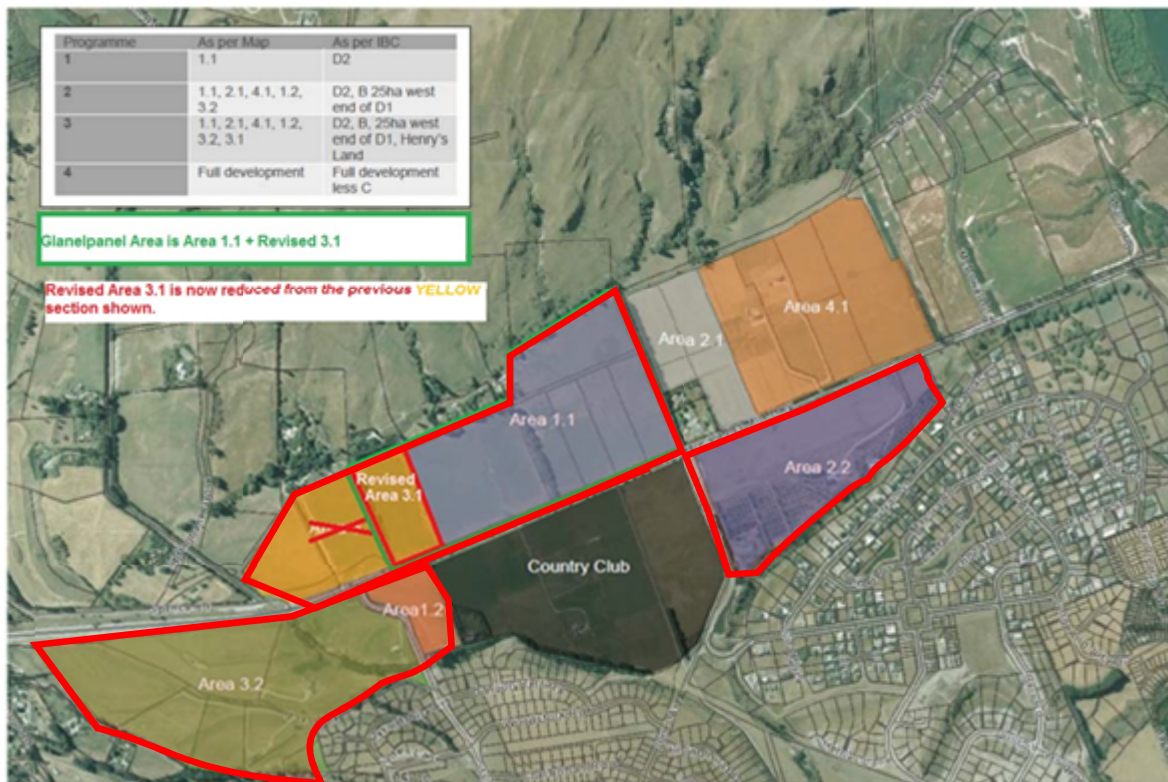 Programme As per Map As per IBC
1 1.1 D2
2 1.1, 2.1, 4.1, 1.2, D2, B 25ha west
3.2 end of D1
3 1.1, 2.1, 4.1, 1.2, D2, B, 25ha west
3.2, 3.1 end of D1, Henry's
Land
4 Full development Full development
less C
Glanelpanel Area is Area 1.1 + Revised 3.1
Revised Area 3.1 is now reduced from the previous YELLOW
section shown.
Area 4.1
Area 2.1
Area 1.1
Area 2.2
Revised
Area 3.1
Country Club
Area1.2
Area 3.2